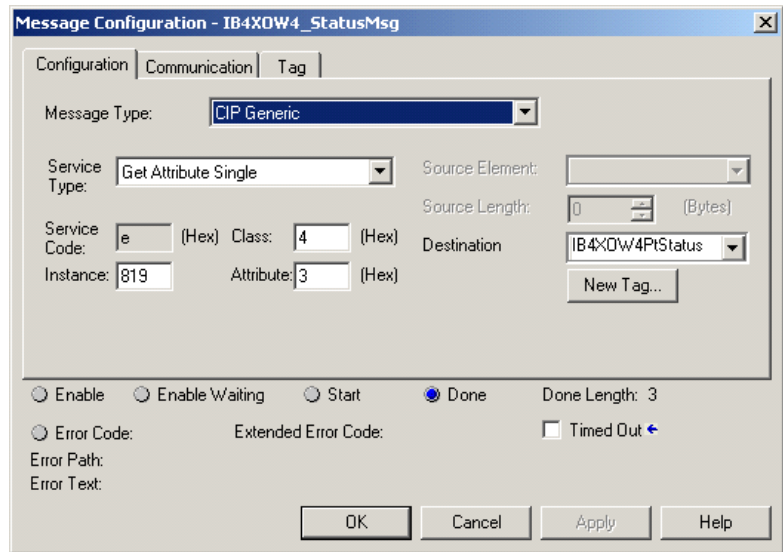 Message Configuration - IB4XOW4_StatusMsg
Configuration Communication Tag
Message Type: CIP Generic
Service Type: Get Attribute Single Source Element:
Source Length: 0 (Bytes)
Service Code: e (Hex) Class: 4 (Hex) Destination IB4XOW4PtStatus
Instance: 819 Attribute: 3 (Hex) New Tag...
Enable Enable Waiting Start Done Done Length: 3
Error Code: Extended Error Code: Timed Out
Error Path:
Error Text:
OK Cancel Apply Help